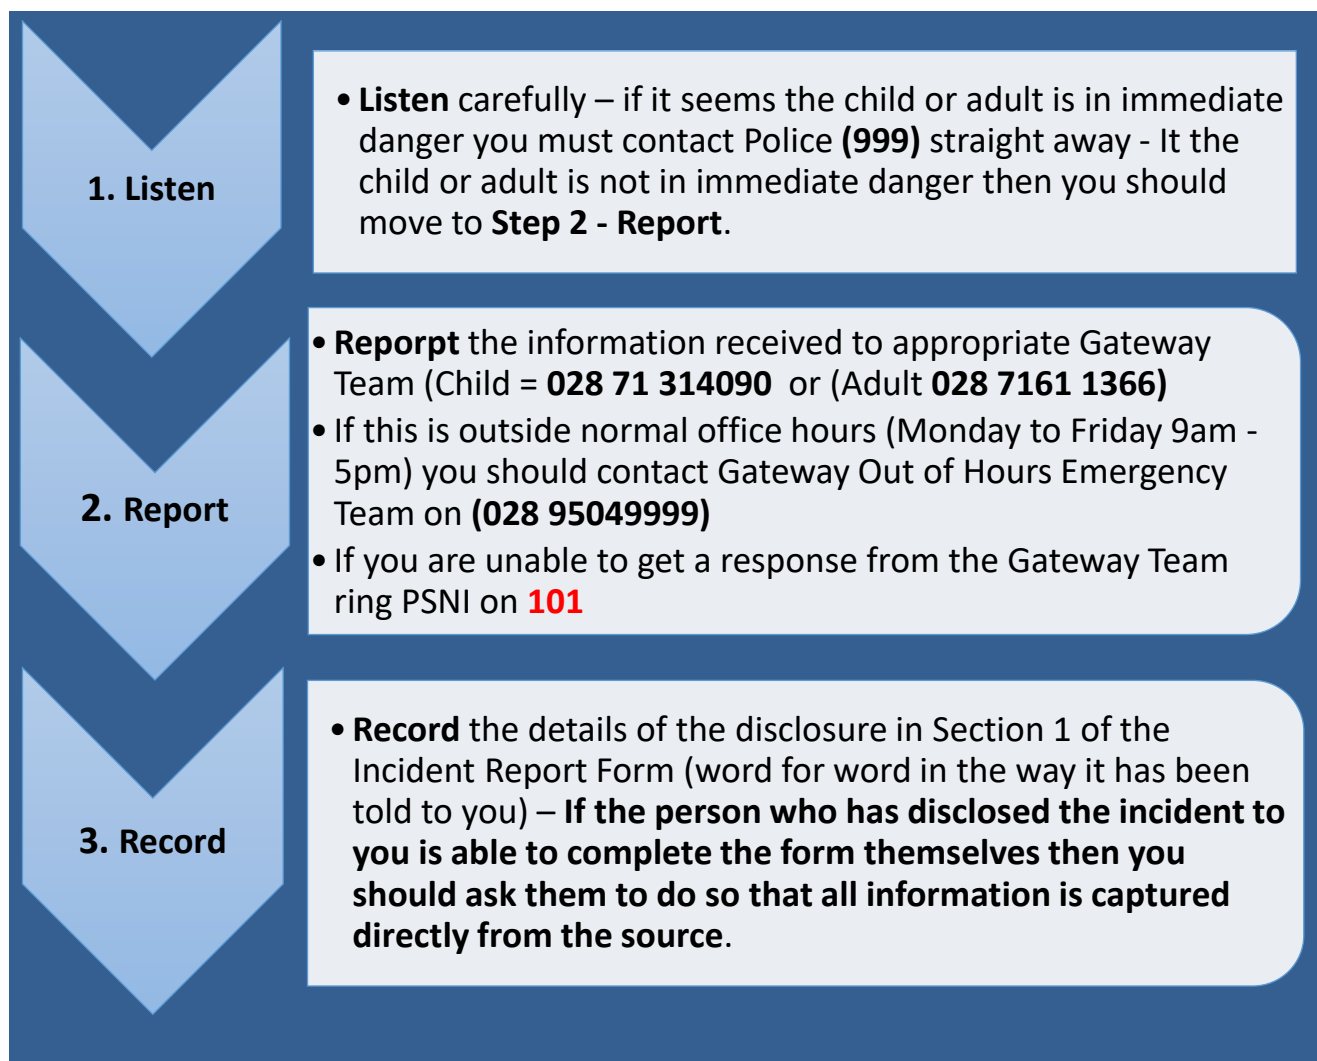 1. Listen
• Listen carefully – if it seems the child or adult is in immediate
danger you must contact Police (999) straight away - It the
child or adult is not in immediate danger then you should
move to Step 2 - Report.
2. Report
• Reporpt the information received to appropriate Gateway
Team (Child = 028 71 314090 or (Adult 028 7161 1366)
• If this is outside normal office hours (Monday to Friday 9am -
5pm) you should contact Gateway Out of Hours Emergency
Team on (028 95049999)
• If you are unable to get a response from the Gateway Team
ring PSNI on 101
3. Record
• Record the details of the disclosure in Section 1 of the
Incident Report Form (word for word in the way it has been
told to you) – If the person who has disclosed the incident to
you is able to complete the form themselves then you
should ask them to do so that all information is captured
directly from the source.